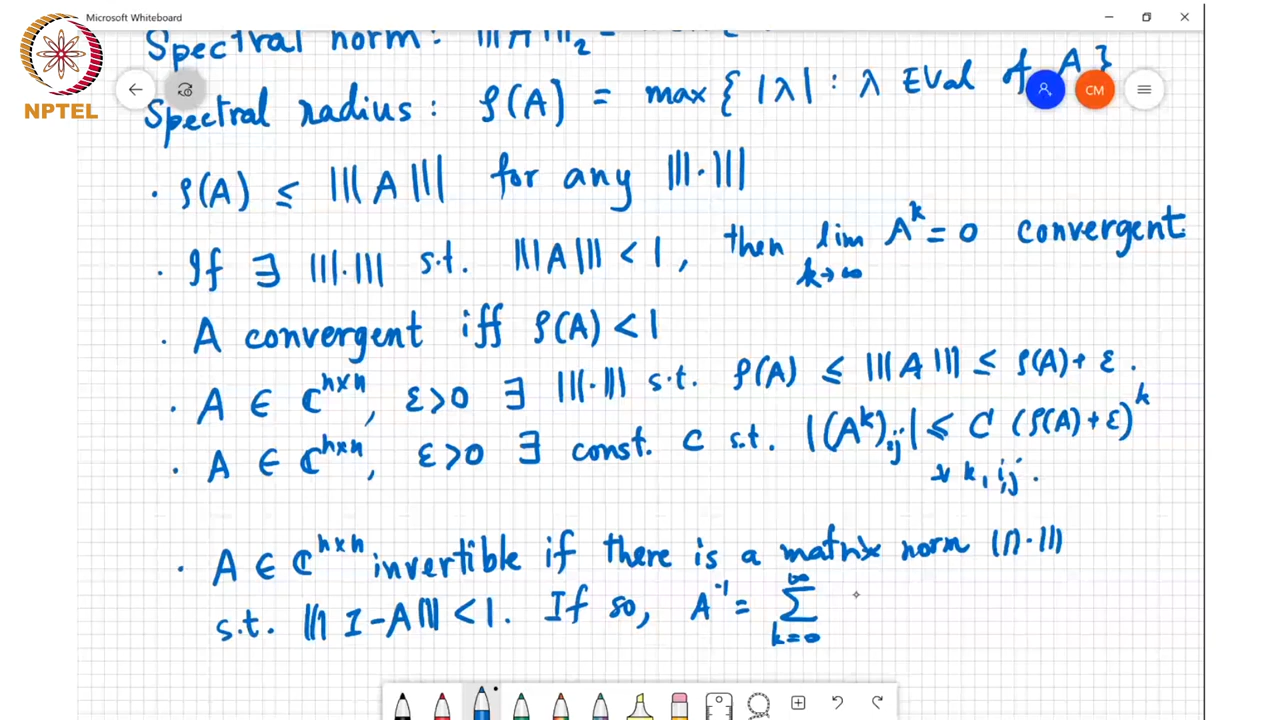 Microsoft Whiteboard
Spectral norm: |||A|||₂ =
Spectral radius: ρ(A) = max{|λ| : λ EVal of A}
NPTEL
CM
· ρ(A) ≤ |||A||| for any |||·|||
· If ∃ |||·||| s.t. |||A||| < 1, then lim_{k→∞} A^k = 0 convergent
· A convergent iff ρ(A) < 1
· A ∈ ℂ^{n×n}, ε>0 ∃ |||·||| s.t. ρ(A) ≤ |||A||| ≤ ρ(A)+ε.
· A ∈ ℂ^{n×n}, ε>0 ∃ const. C s.t. |(A^k)_{ij}| ≤ C (ρ(A)+ε)^k
∀ k, i,j.
· A ∈ ℂ^{n×n} invertible if there is a matrix norm |||·|||
s.t. ||| I-A ||| < 1. If so, A^{-1} = ∑_{k=0}^{∞}